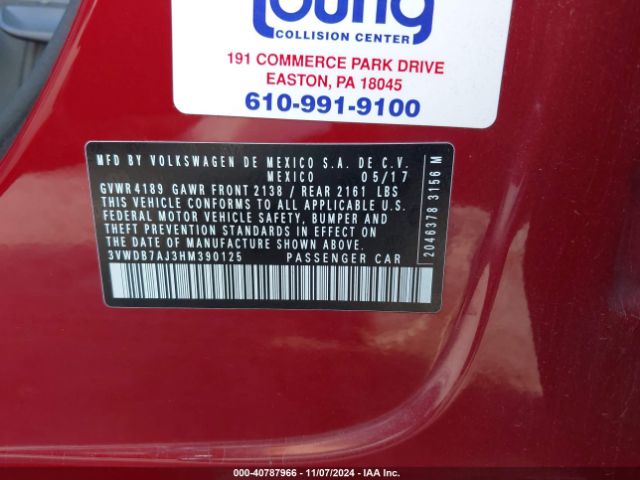 Young
COLLISION CENTER
191 COMMERCE PARK DRIVE
EASTON, PA 18045
610-991-9100
MFD BY VOLKSWAGEN DE MEXICO S.A. DE C.V.
MEXICO 05/17
GVWR 4189 GAWR FRONT 2138 / REAR 2161 LBS
THIS VEHICLE CONFORMS TO ALL APPLICABLE U.S.
FEDERAL MOTOR VEHICLE SAFETY, BUMPER AND
THEFT PREVENTION STANDARDS IN EFFECT ON THE
DATE OF MANUFACTURE SHOWN ABOVE.
3VWDB7AJ3HM390125 PASSENGER CAR
2046378 3156 M
© - 40787966 - 11/07/2024 - IAAI.com